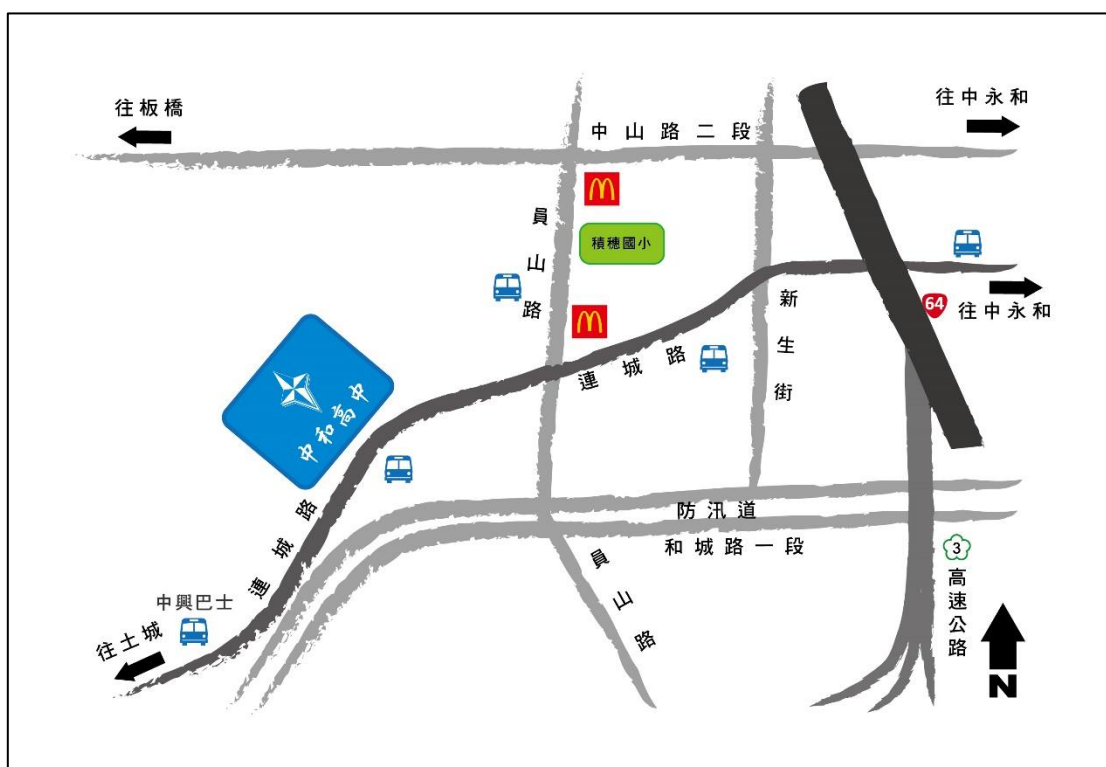 往板橋
往中永和
中山路二段
員山路
積穗國小
64
往中永和
新生街
連城路
中和高中
連城路
防汛道
和城路一段
員山路
3
高速公路
中興巴士
往土城
N